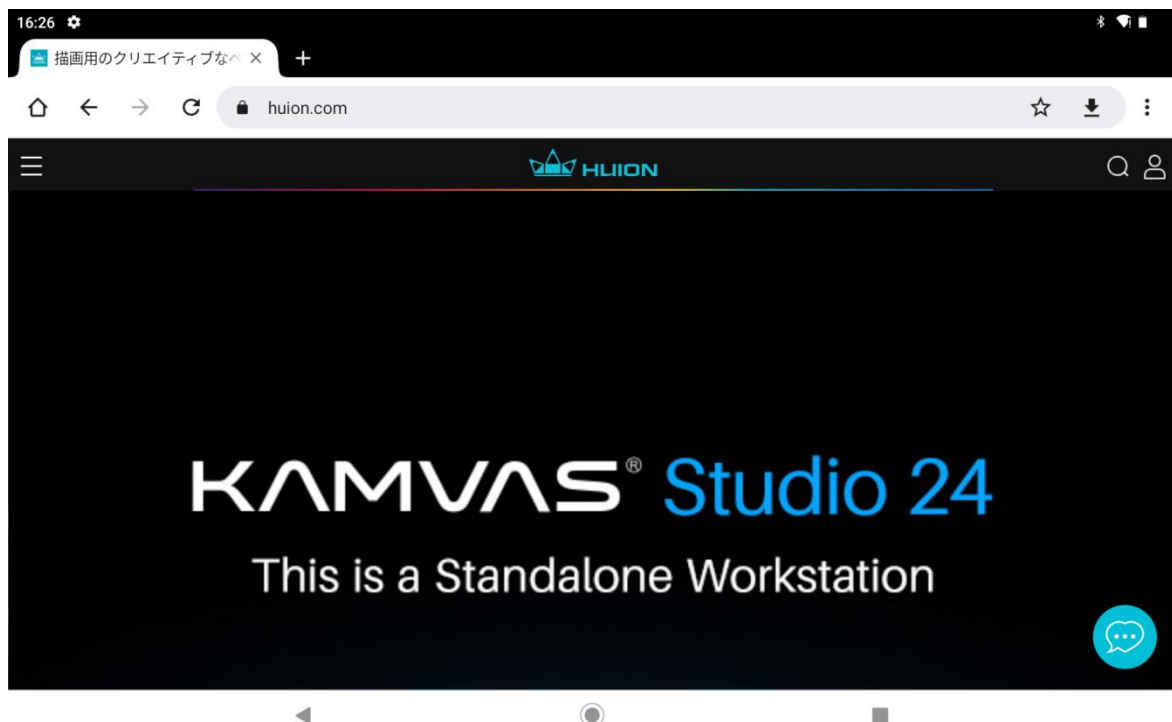 16:26
描画用のクリエイティブなペ
huion.com
HUION
KAMVAS® Studio 24
This is a Standalone Workstation